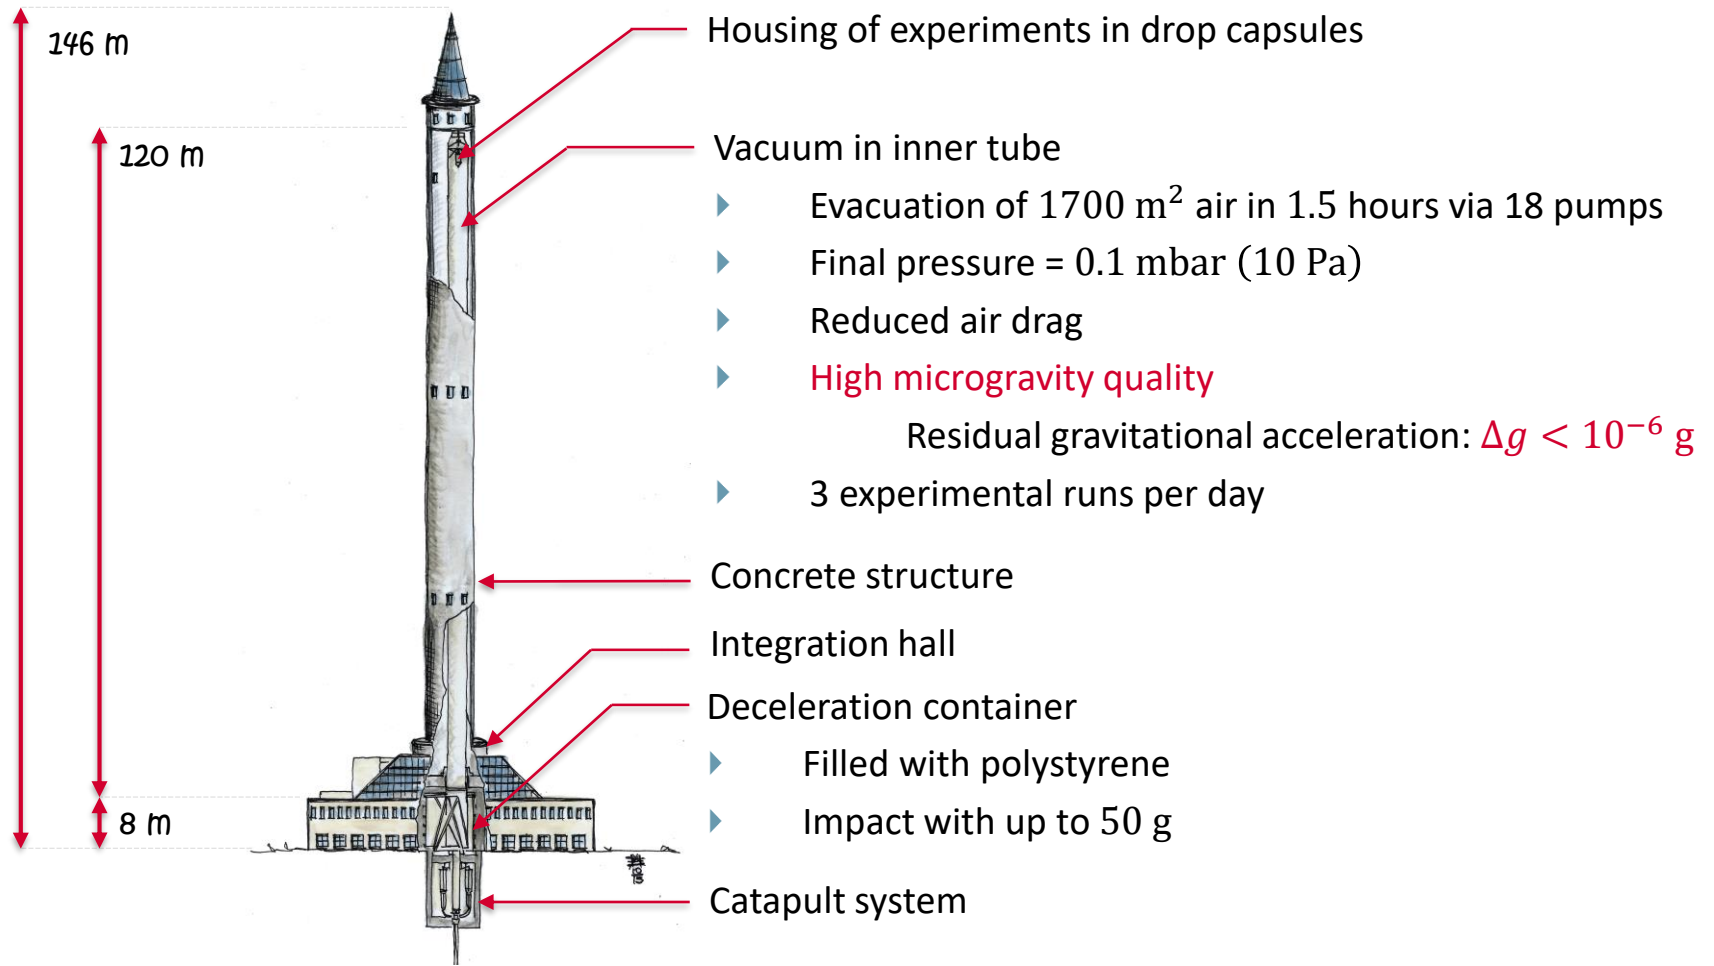 146 m
Housing of experiments in drop capsules
120 m
Vacuum in inner tube
Evacuation of 1700 m² air in 1.5 hours via 18 pumps
Final pressure = 0.1 mbar (10 Pa)
Reduced air drag
High microgravity quality
Residual gravitational acceleration: Δg < 10⁻⁶ g
3 experimental runs per day
Concrete structure
Integration hall
Deceleration container
Filled with polystyrene
8 m
Impact with up to 50 g
Catapult system